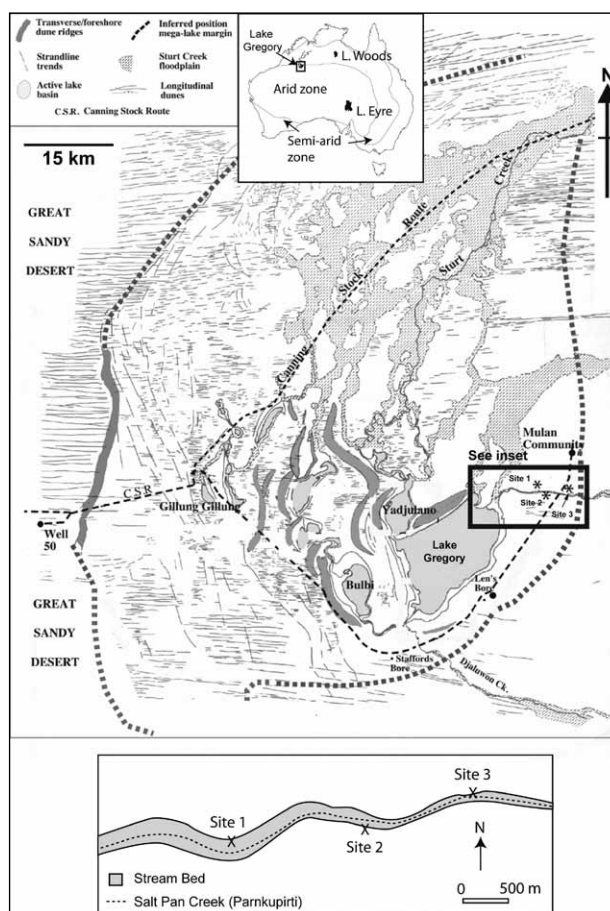 Transverse/foreshore
dune ridges
Inferred position
mega-lake margin
Strandline
trends
Sturt Creek
floodplain
Active lake
basin
Longitudinal
dunes
C.S.R. Canning Stock Route
Lake
Gregory
L. Woods
Arid zone
L. Eyre
Semi-arid
zone
N
15 km
GREAT
SANDY
DESERT
Creek
Route
Stock
Sturt
Canning
Mulan
Community
See inset
Site 1
Site 2
Site 3
C.S.R.
Gillung Gillung
Yadjulano
Well
50
Lake
Gregory
Bulbi
Len's
Bore
GREAT
SANDY
DESERT
Staffords
Bore
Djaluwon Ck.
Site 3
Site 1
Site 2
N
Stream Bed
Salt Pan Creek (Parnkupirti)
0 500 m